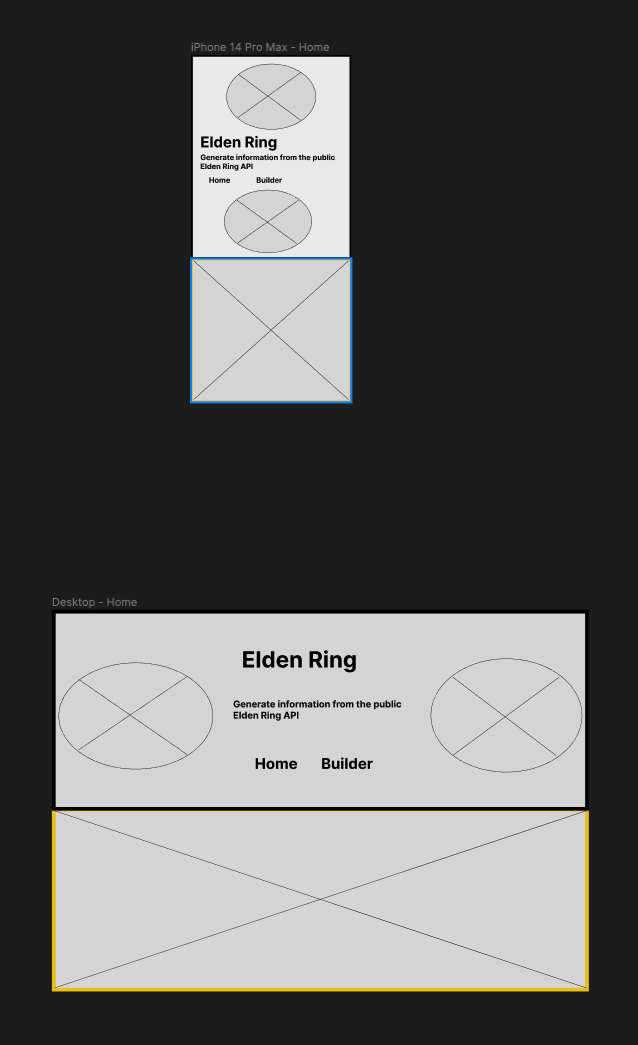 iPhone 14 Pro Max - Home
Elden Ring
Generate information from the public
Elden Ring API
Home Builder
Desktop - Home
Elden Ring
Generate information from the public
Elden Ring API
Home Builder